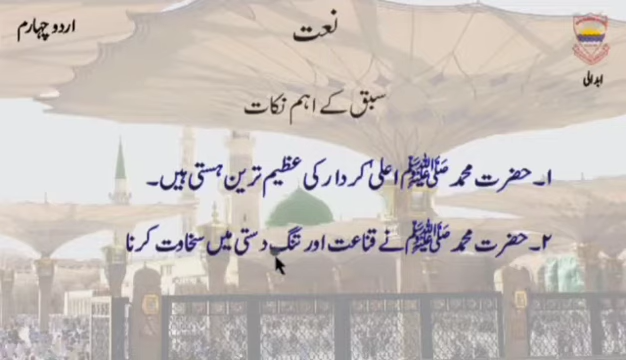 اردو چہارم
نعت
ابدالی
سبق کے اہم نکات
۱۔ حضرت محمد ﷺ اعلیٰ کردار کی عظیم ترین ہستی ہیں۔
۲۔ حضرت محمد ﷺ نے قناعت اور تنگ دستی میں سخاوت کرنا